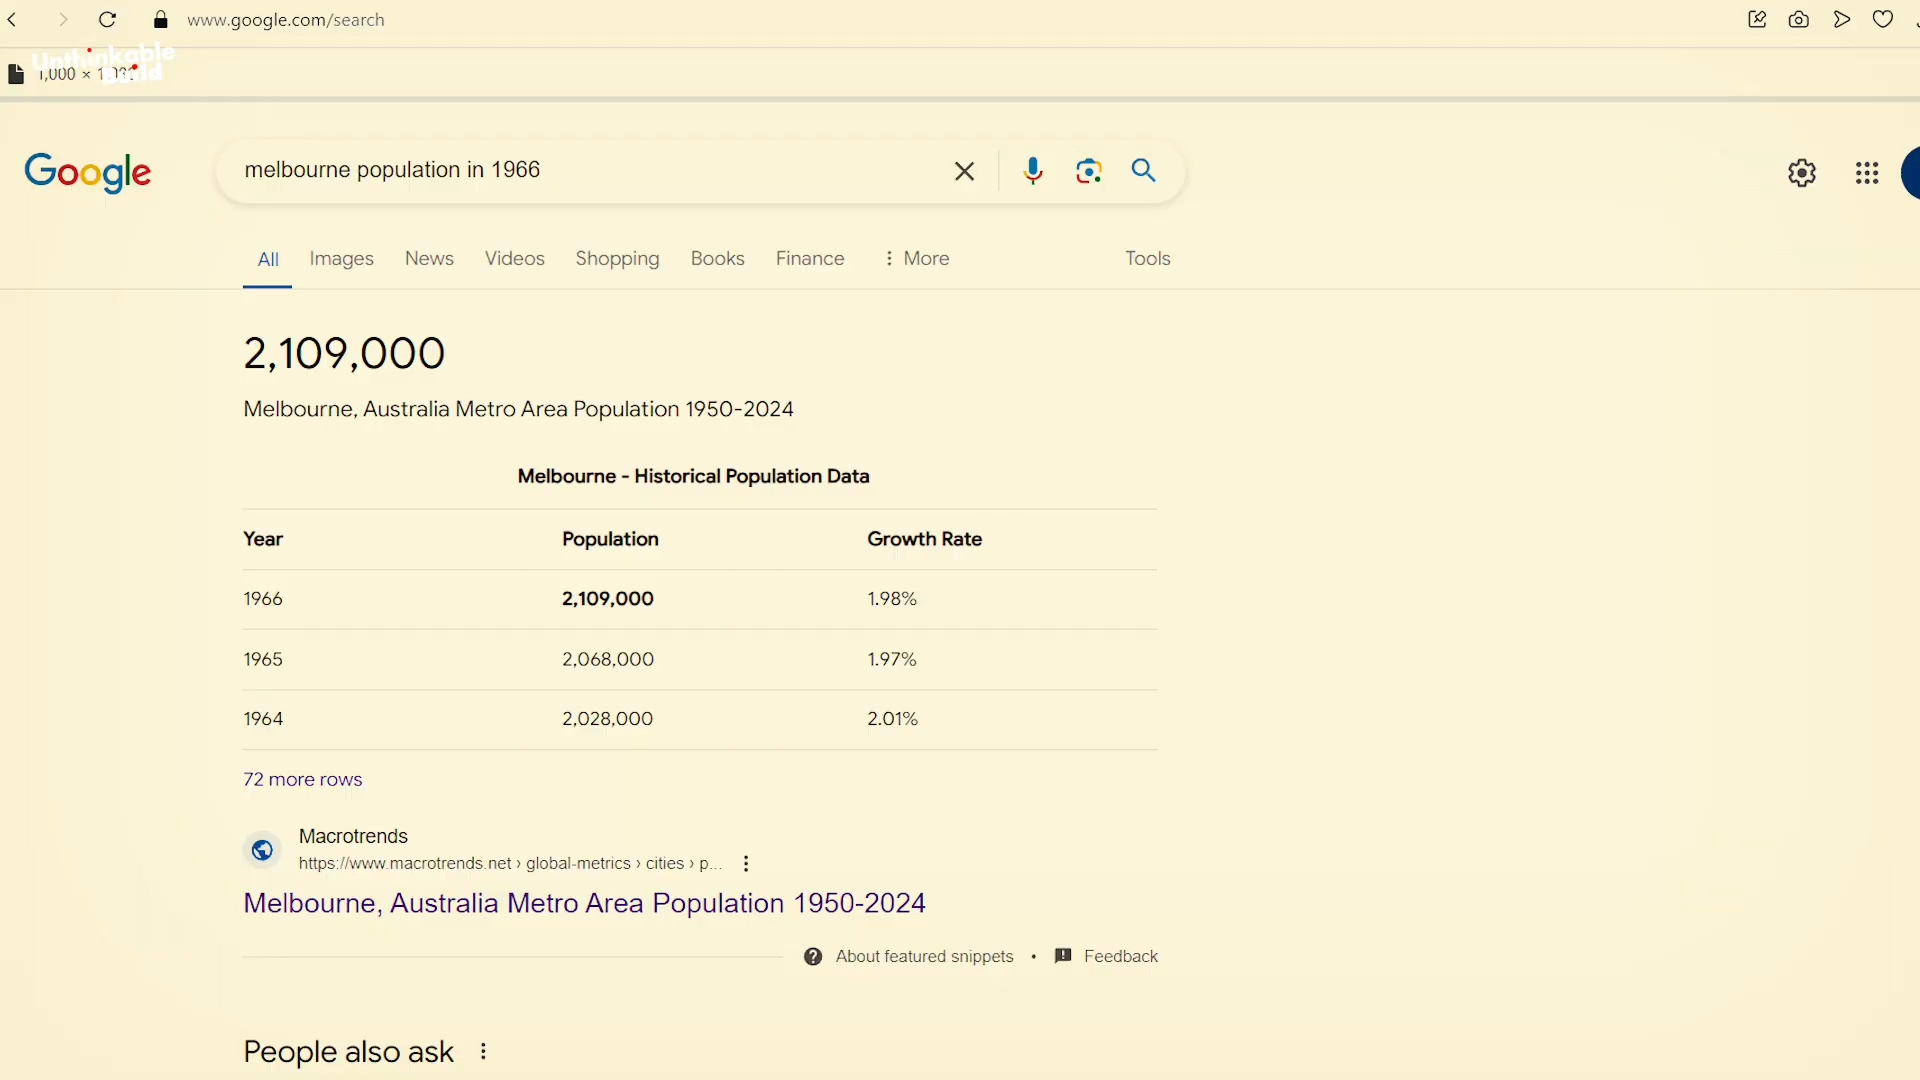 www.google.com/search
Unthinkable
Build
1,000 ×
Google
melbourne population in 1966
All Images News Videos Shopping Books Finance More Tools
2,109,000
Melbourne, Australia Metro Area Population 1950-2024
Melbourne - Historical Population Data
Year Population Growth Rate
1966 2,109,000 1.98%
1965 2,068,000 1.97%
1964 2,028,000 2.01%
72 more rows
Macrotrends
https://www.macrotrends.net › global-metrics › cities › p...
Melbourne, Australia Metro Area Population 1950-2024
About featured snippets • Feedback
People also ask